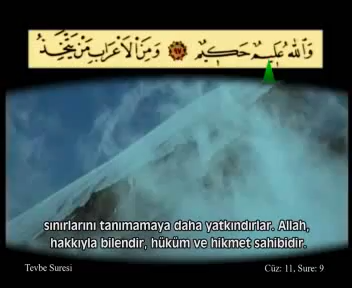 وَاللَّهُ عَلِيمٌ حَكِيمٌ ﴿٩٧﴾ وَمِنَ الْأَعْرَابِ مَنْ يَتَّخِذُ
sınırlarını tanımamaya daha yatkındırlar. Allah,
hakkıyla bilendir, hüküm ve hikmet sahibidir.
Tevbe Suresi
Cüz: 11, Sure: 9